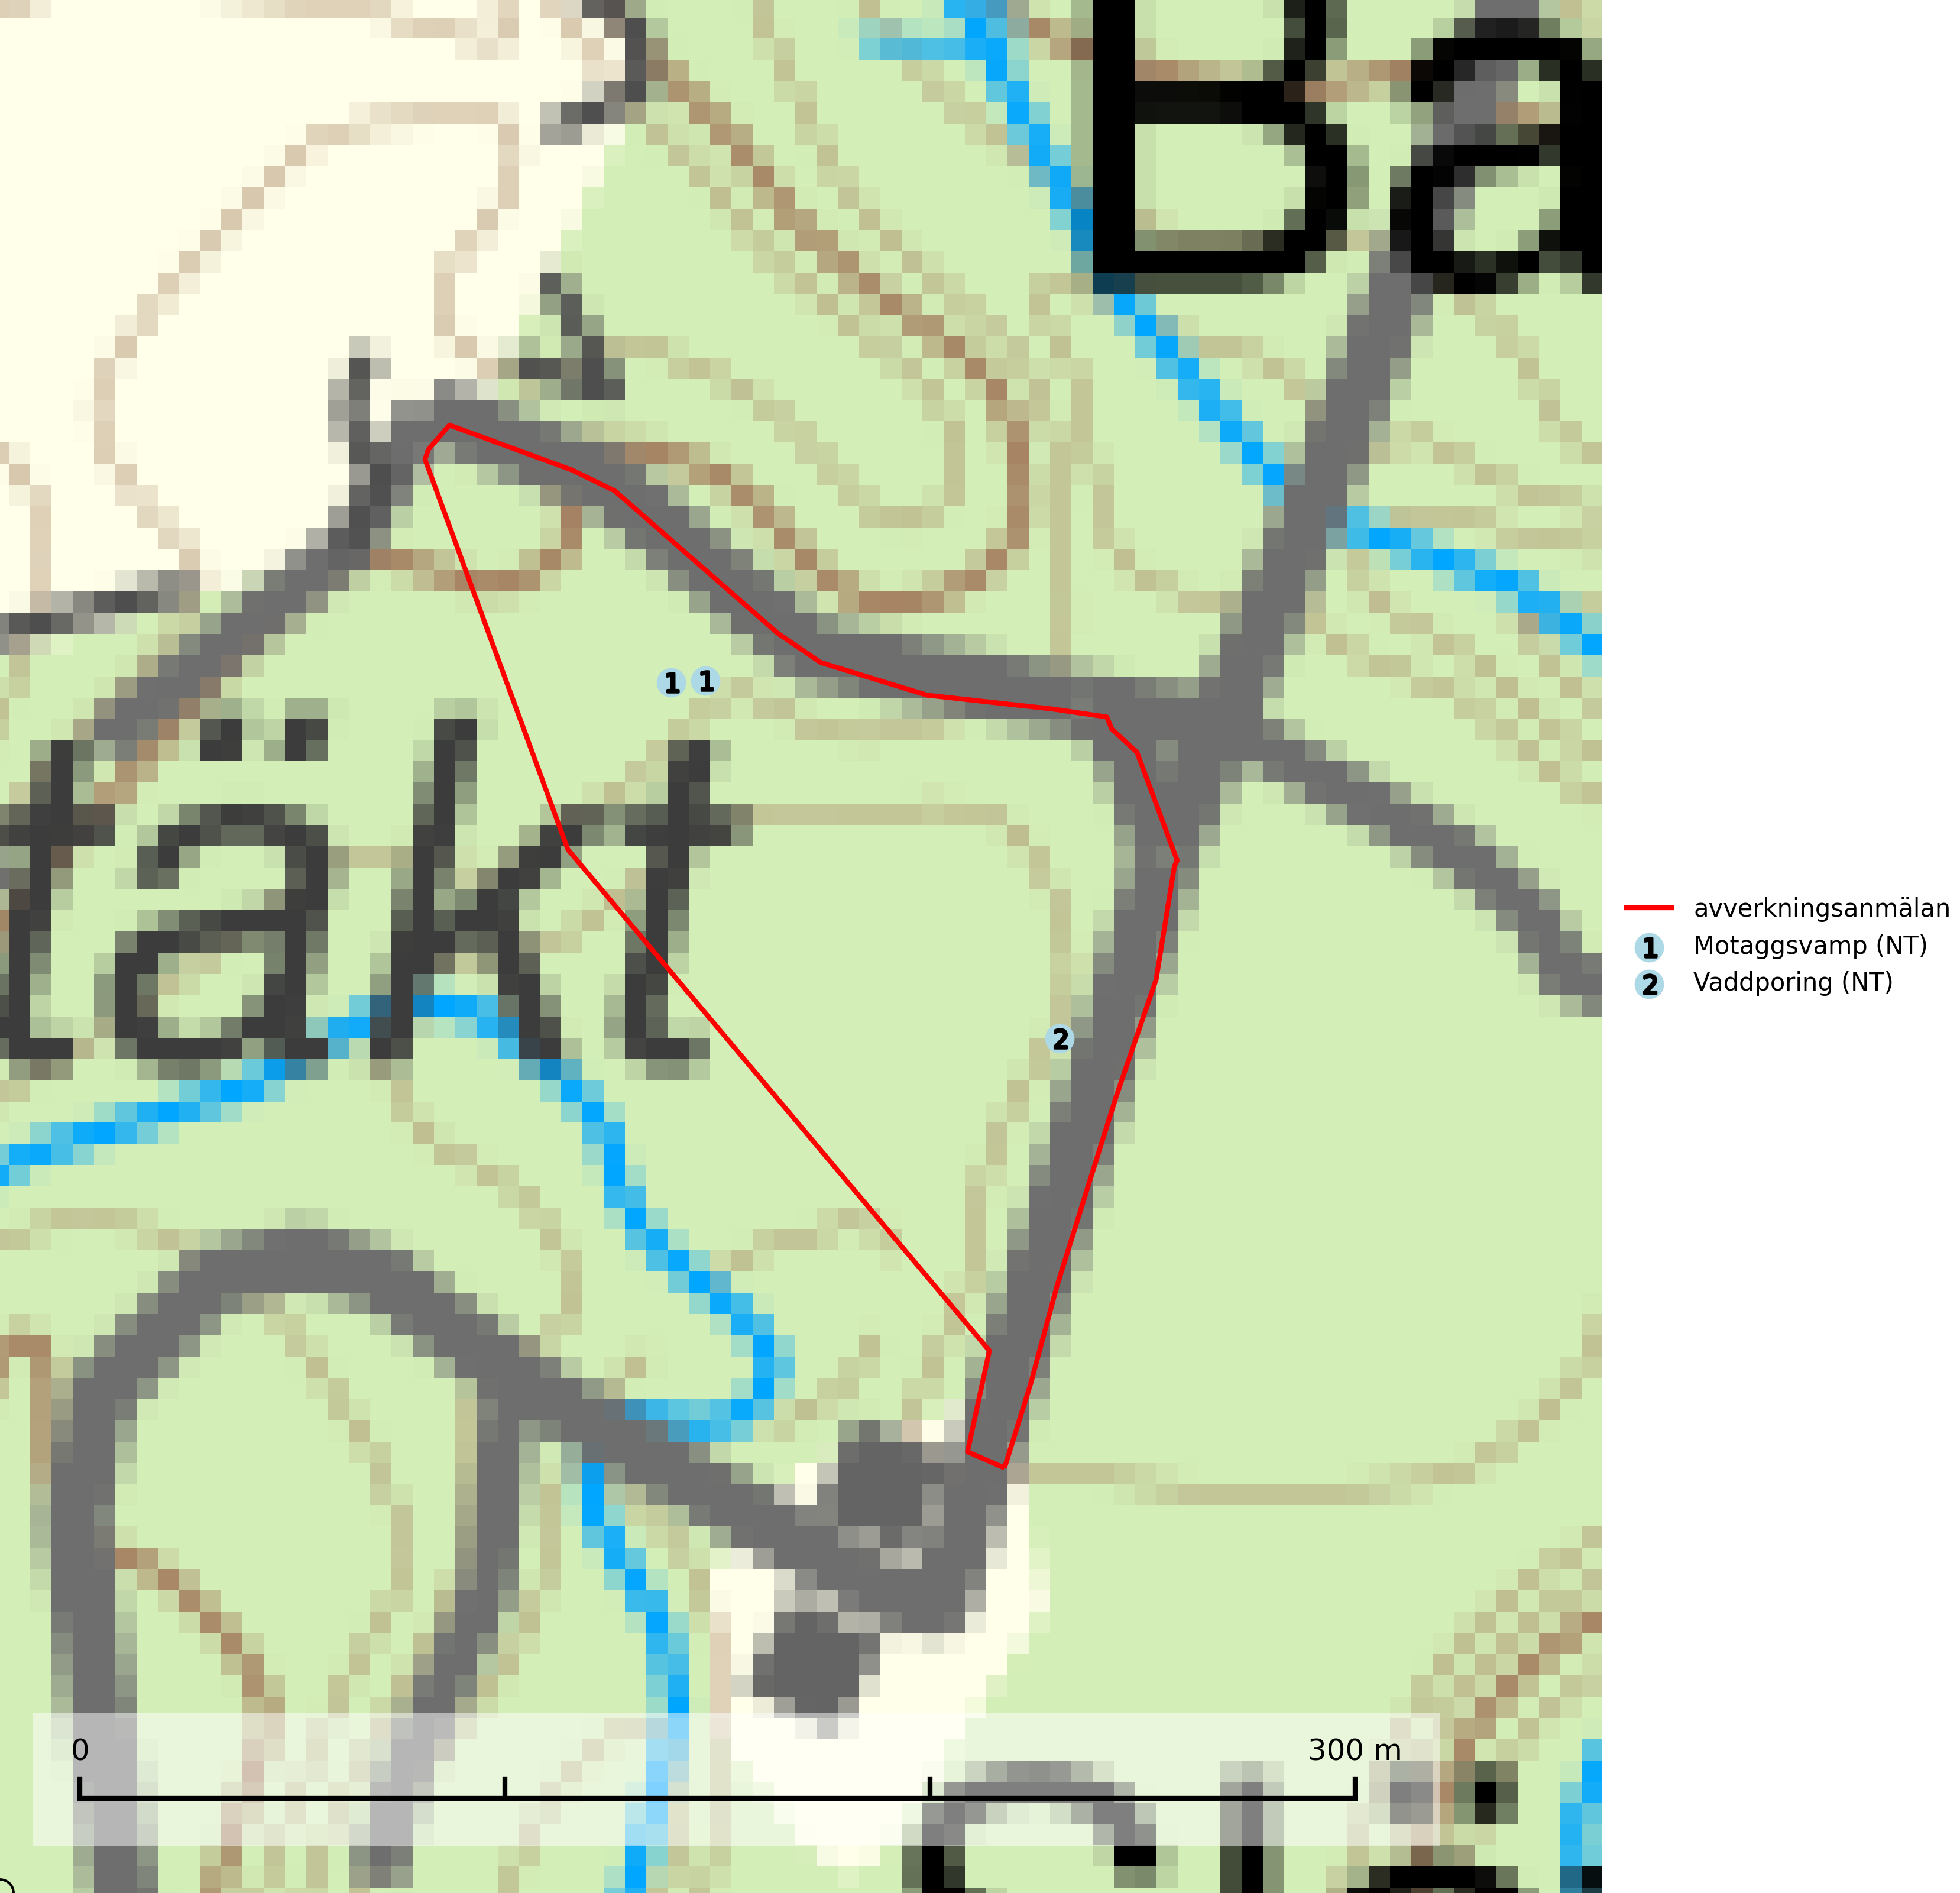 Ba
1 1
täkt
2
avverkningsanmälan
1 Motaggsvamp (NT)
2 Vaddporing (NT)
0 300 m